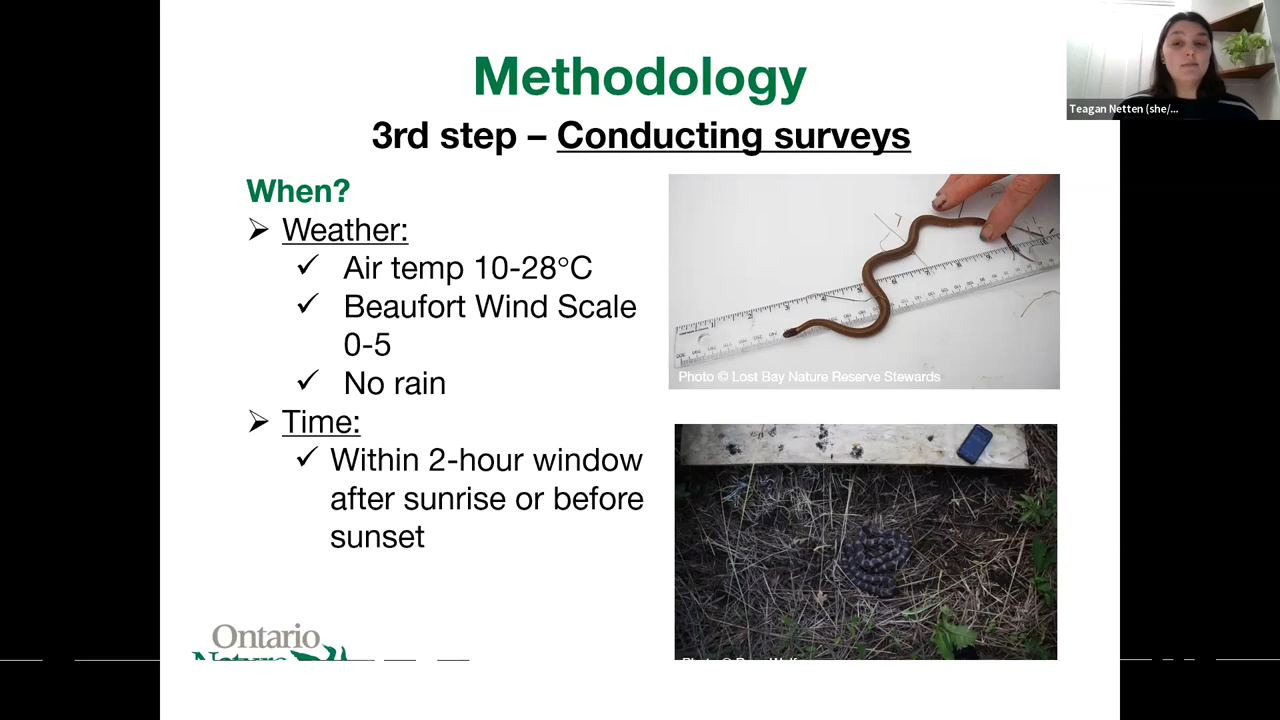 Methodology
3rd step – Conducting surveys
When?
Weather:
Air temp 10-28°C
Beaufort Wind Scale
0-5
No rain
Time:
Within 2-hour window
after sunrise or before
sunset
Photo © Lost Bay Nature Reserve Stewards
Teagan Netten (she/...
Ontario
Nature